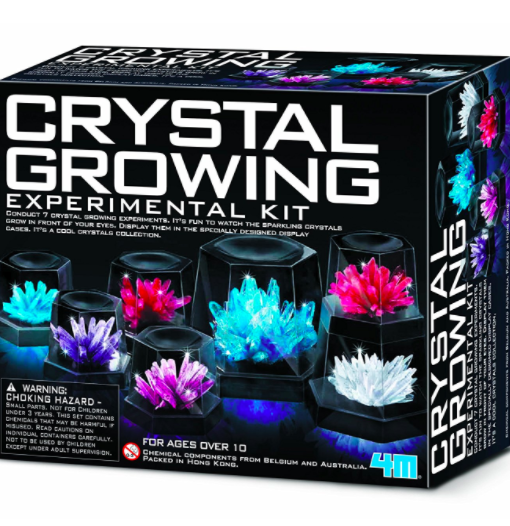 CRYSTAL
GROWING
EXPERIMENTAL KIT
CONDUCT 7 CRYSTAL GROWING EXPERIMENTS. IT'S FUN TO WATCH THE SPARKLING CRYSTALS
GROW IN FRONT OF YOUR EYES. DISPLAY THEM IN THE SPECIALLY DESIGNED DISPLAY
CASES. IT'S A COOL CRYSTALS COLLECTION.
WARNING:
CHOKING HAZARD -
SMALL PARTS. NOT FOR CHILDREN
UNDER 3 YEARS. THIS SET CONTAINS
CHEMICALS THAT MAY BE HARMFUL IF
MISUSED. READ CAUTIONS ON
INDIVIDUAL CONTAINERS CAREFULLY.
NOT TO BE USED BY CHILDREN
EXCEPT UNDER ADULT SUPERVISION.
FOR AGES OVER 10
CHEMICAL COMPONENTS FROM BELGIUM AND AUSTRALIA.
PACKED IN HONG KONG.
4M
CRYSTAL GROWING
EXPERIMENTAL KIT
CRYSTAL
GROWING
EXPERIMENTAL KIT